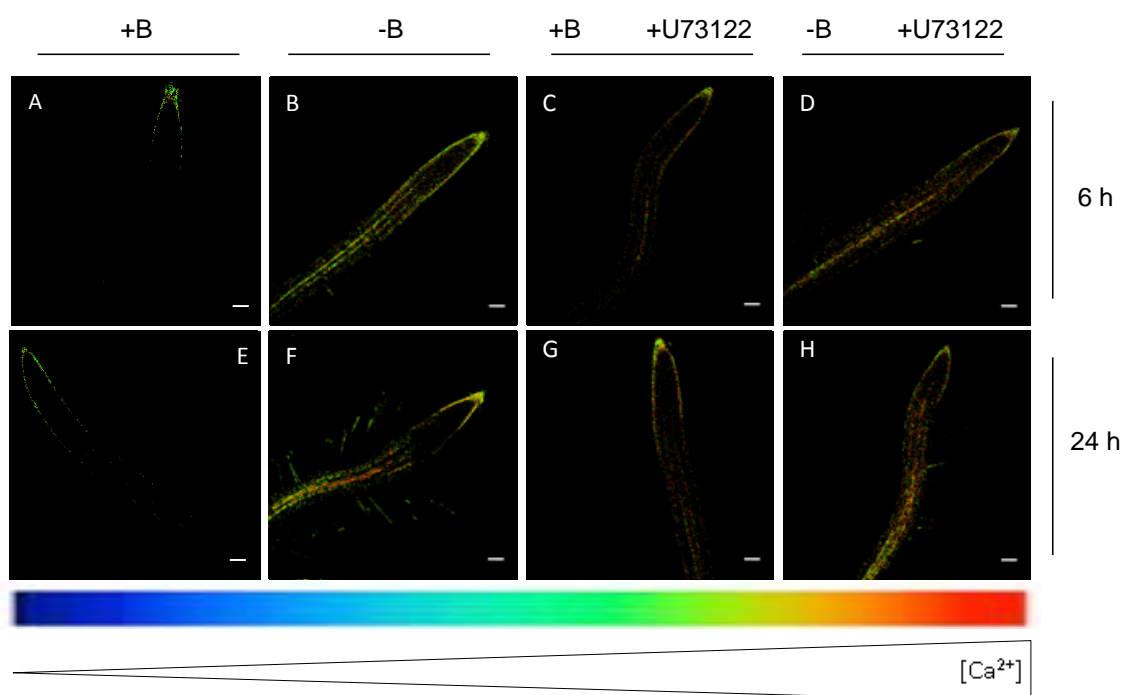 +B -B +B +U73122 -B +U73122
A B C D
6 h
E F G H
24 h
[Ca²⁺]